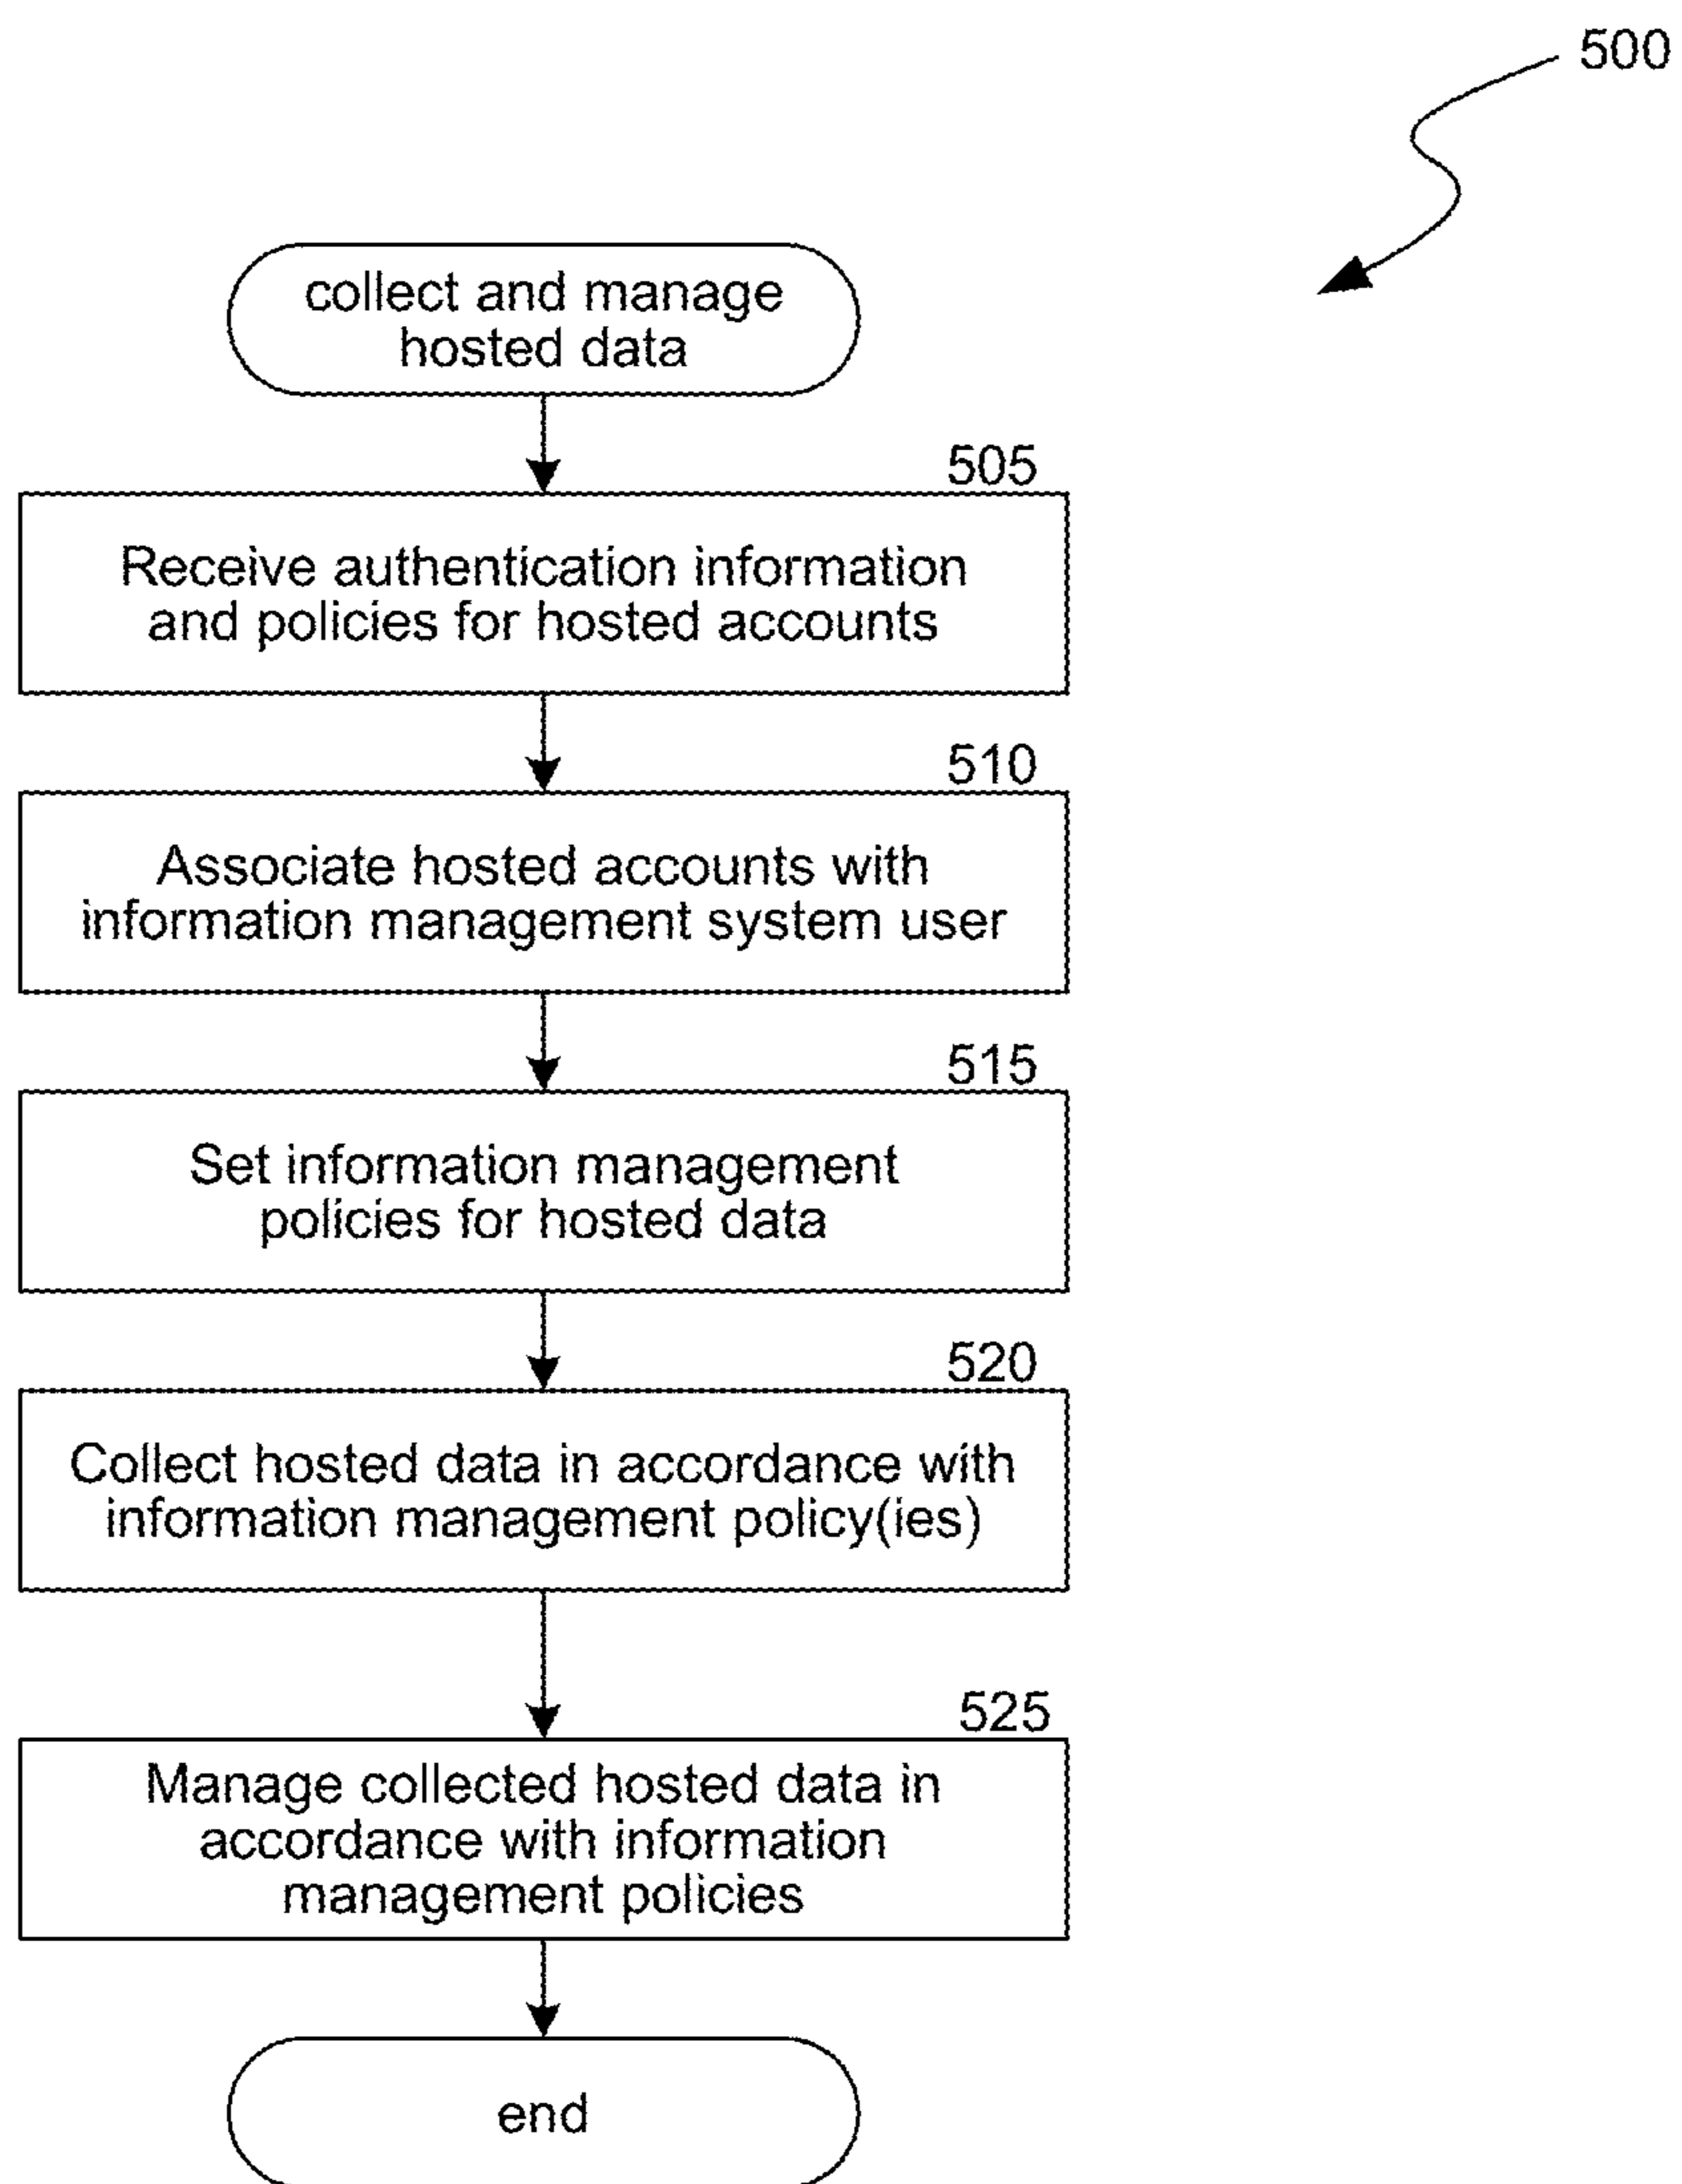 500
collect and manage
hosted data
505
Receive authentication information
and policies for hosted accounts
510
Associate hosted accounts with
information management system user
515
Set information management
policies for hosted data
520
Collect hosted data in accordance with
information management policy(ies)
525
Manage collected hosted data in
accordance with information
management policies
end